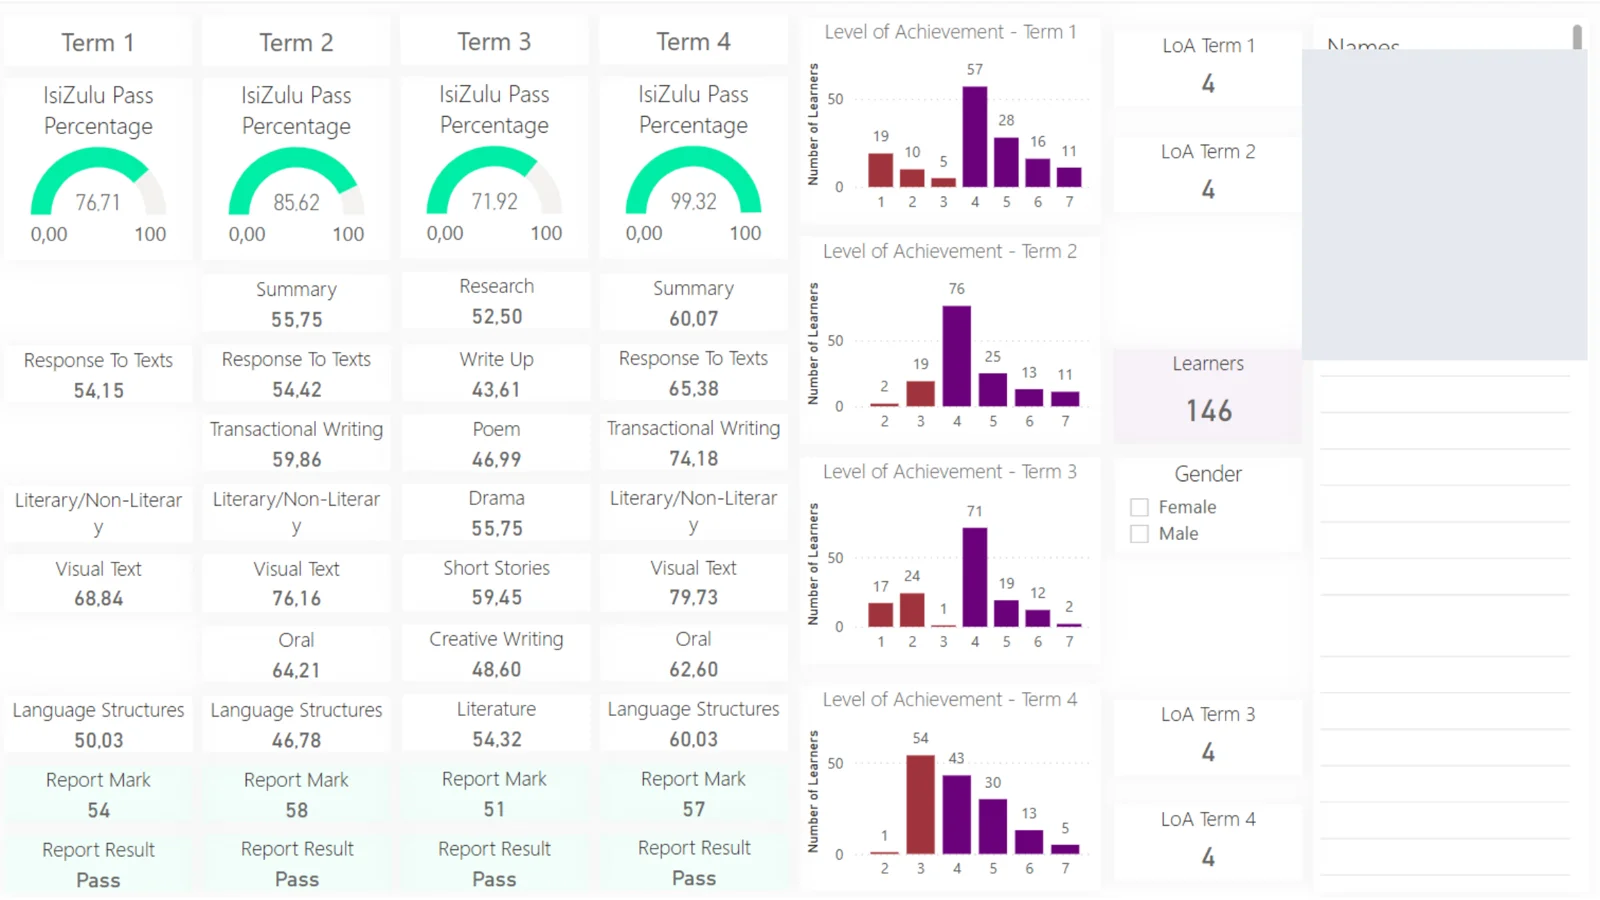 Term 1
IsiZulu Pass
Percentage
76,71
0,00 100
Response To Texts
54,15
Literary/Non-Literar
y
Visual Text
68,84
Language Structures
50,03
Report Mark
54
Report Result
Pass
Term 2
IsiZulu Pass
Percentage
85,62
0,00 100
Summary
55,75
Response To Texts
54,42
Transactional Writing
59,86
Literary/Non-Literar
y
Visual Text
76,16
Oral
64,21
Language Structures
46,78
Report Mark
58
Report Result
Pass
Term 3
IsiZulu Pass
Percentage
71,92
0,00 100
Research
52,50
Write Up
43,61
Poem
46,99
Drama
55,75
Short Stories
59,45
Creative Writing
48,60
Literature
54,32
Report Mark
51
Report Result
Pass
Term 4
IsiZulu Pass
Percentage
99,32
0,00 100
Summary
60,07
Response To Texts
65,38
Transactional Writing
74,18
Literary/Non-Literar
y
Visual Text
79,73
Oral
62,60
Language Structures
60,03
Report Mark
57
Report Result
Pass
Level of Achievement - Term 1
Number of Learners
50
0
19 10 5 57 28 16 11
1 2 3 4 5 6 7
Level of Achievement - Term 2
Number of Learners
50
0
2 19 76 25 13 11
2 3 4 5 6 7
Level of Achievement - Term 3
Number of Learners
50
0
17 24 1 71 19 12 2
1 2 3 4 5 6 7
Level of Achievement - Term 4
Number of Learners
50
0
1 54 43 30 13 5
2 3 4 5 6 7
LoA Term 1
4
LoA Term 2
4
Learners
146
Gender
Female
Male
LoA Term 3
4
LoA Term 4
4
Names